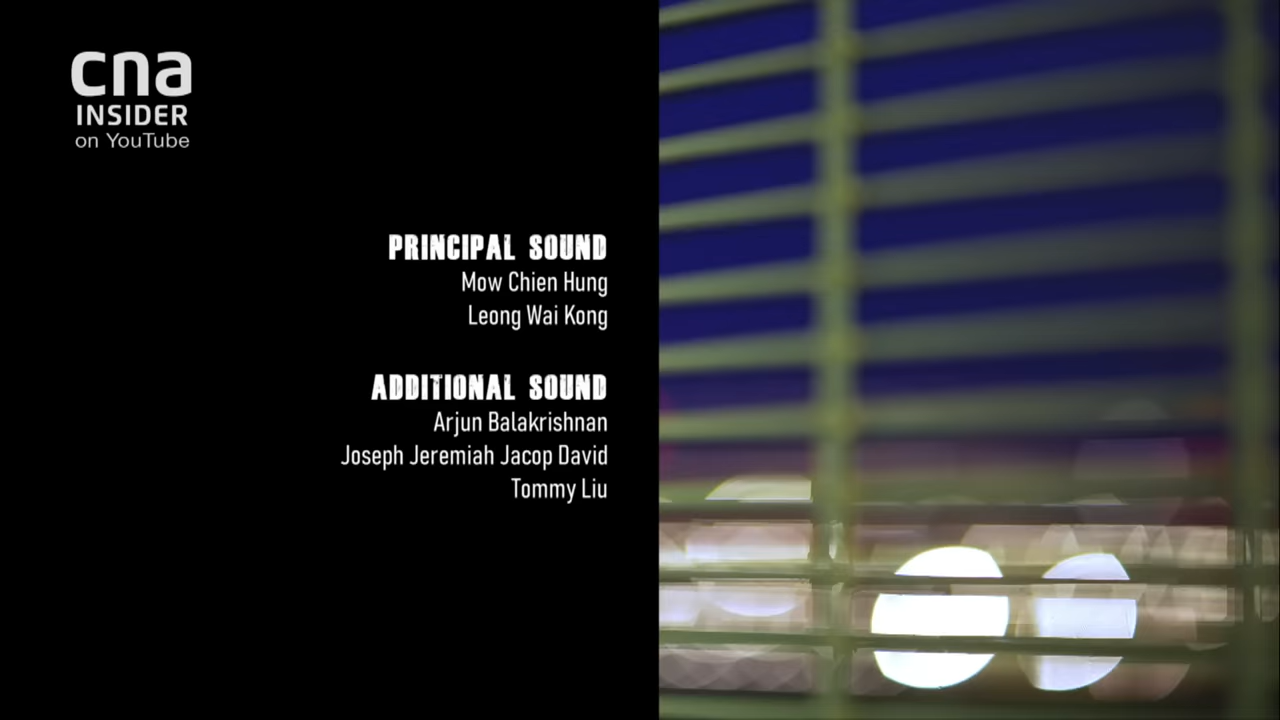 cna
INSIDER
on YouTube
PRINCIPAL SOUND
Mow Chien Hung
Leong Wai Kong
ADDITIONAL SOUND
Arjun Balakrishnan
Joseph Jeremiah Jacop David
Tommy Liu